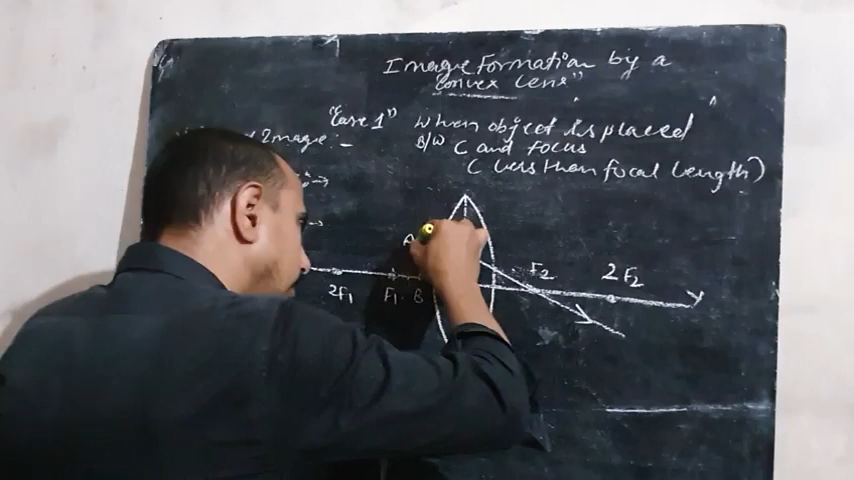 Image Formation by a
Convex Lens"
"Case 1" When object is placed
B/W C and focus
(less than focal length)
Image :-
A
F2
2F2
2F1
F1
B